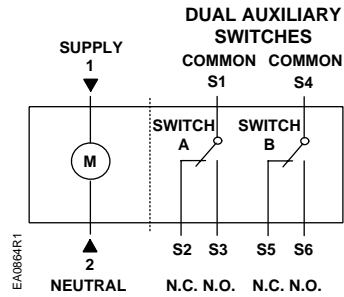 DUAL AUXILIARY
SWITCHES
SUPPLY
1
COMMON COMMON
S1 S4
SWITCH
A
SWITCH
B
M
2
NEUTRAL
S2 S3 S5 S6
N.C. N.O. N.C. N.O.
EA0864R1